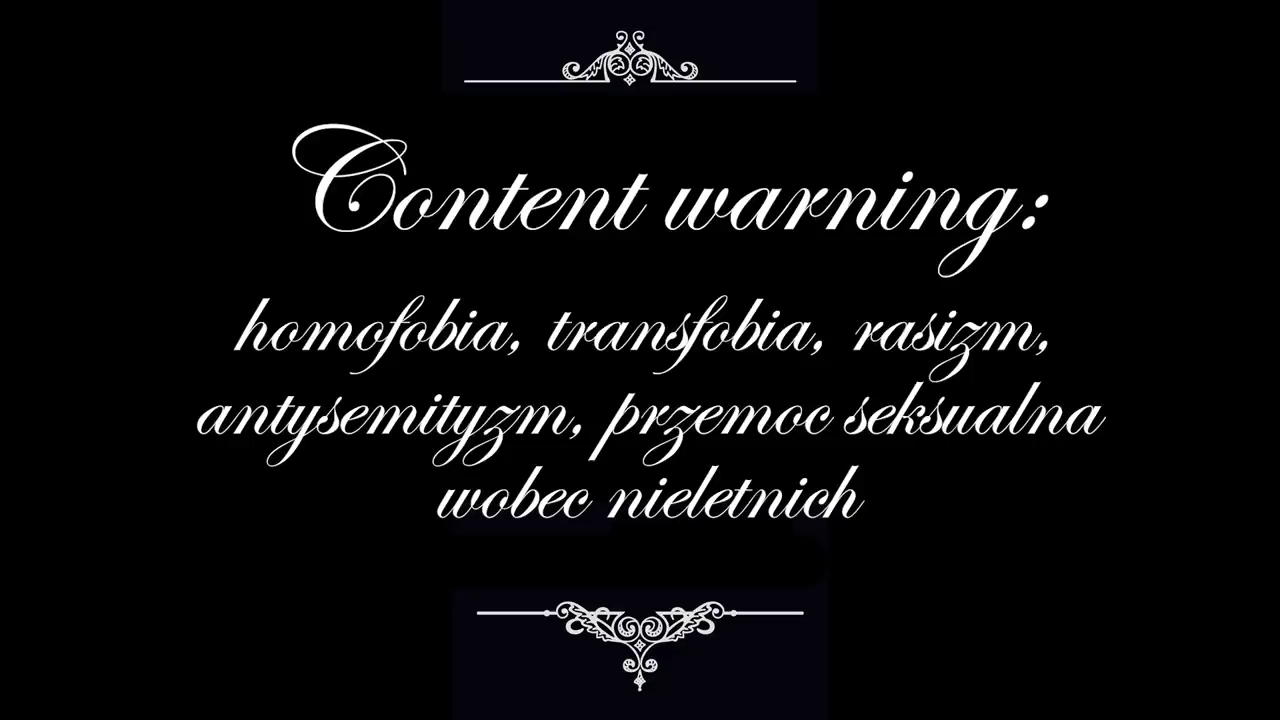 Content warning:
homofobia, transfobia, rasizm,
antysemityzm, przemoc seksualna
wobec nieletnich